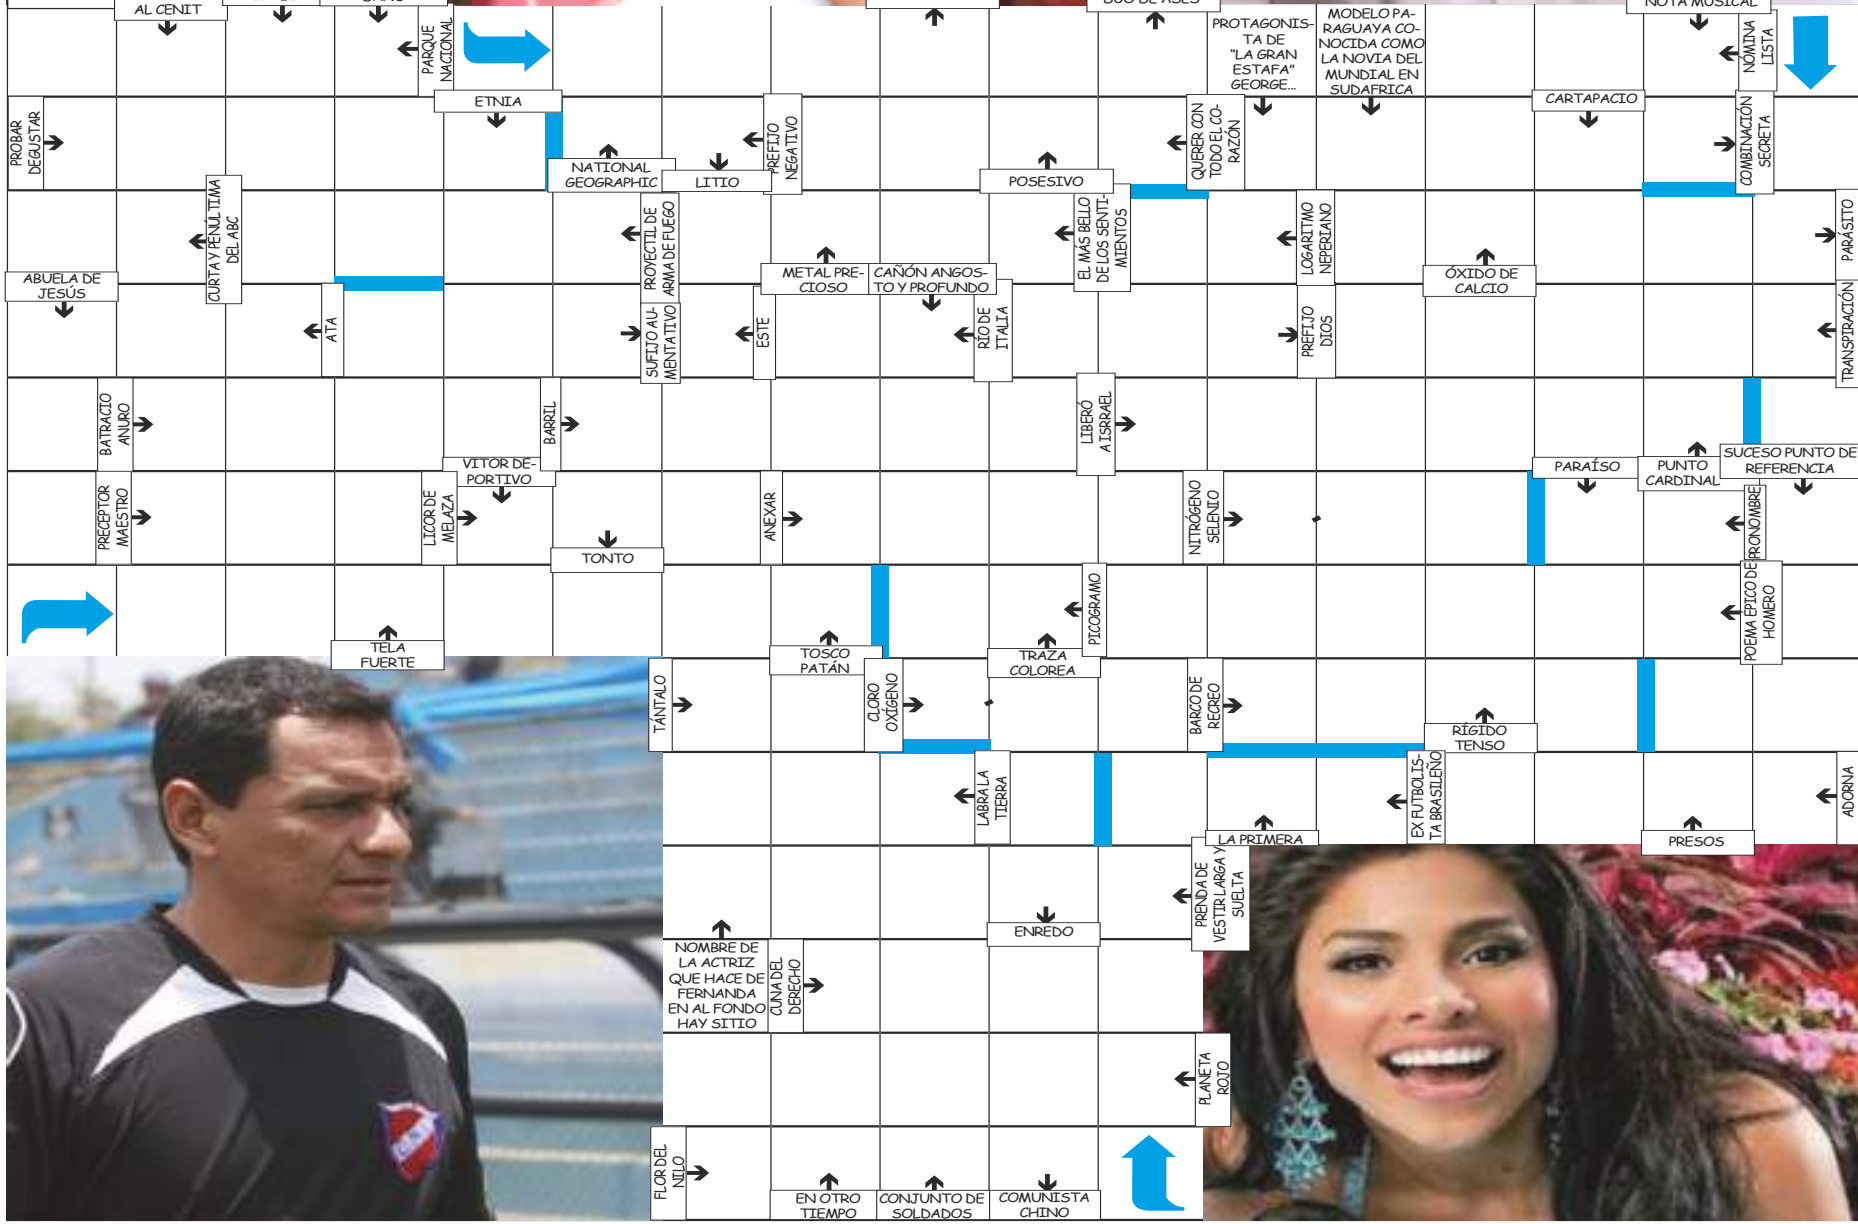 AL CENIT
DÚO DE ASES
NOTA MUSICAL
PARQUE
NACIONAL
PROTAGONIS-
TA DE
"LA GRAN
ESTAFA"
GEORGE...
MODELO PA-
RAGUAYA CO-
NOCIDA COMO
LA NOVIA DEL
MUNDIAL EN
SUDAFRICA
NÓMINA
LISTA
PROBAR
DEGUSTAR
ETNIA
NATIONAL
GEOGRAPHIC
LITIO
PREFIJO
NEGATIVO
POSESIVO
QUERER CON
TODO EL CO-
RAZÓN
CARTAPACIO
COMBINACIÓN
SECRETA
ABUELA DE
JESÚS
CURTA Y PENÚLTIMA
DEL ABC
PROYECTIL DE
ARMA DE FUEGO
METAL PRE-
CIOSO
CAÑÓN ANGOS-
TO Y PROFUNDO
EL MÁS BELLO
DE LOS SENTI-
MIENTOS
LOGARITMO
NEPERIANO
ÓXIDO DE
CALCIO
PARÁSITO
ATA
SUFIJO AU-
MENTATIVO
ESTE
RÍO DE
ITALIA
PREFIJO
DIOS
TRANSPIRACIÓN
BATRACIO
ANURO
BARRIL
LIBERÓ
A ISRRAEL
VITOR DE-
PORTIVO
PARAÍSO
PUNTO
CARDINAL
SUCESO PUNTO DE
REFERENCIA
PRECEPTOR
MAESTRO
LICOR DE
MELAZA
TONTO
ANEXAR
NITRÓGENO
SELENIO
PRONOMBRE
TELA
FUERTE
TOSCO
PATÁN
TRAZA
COLOREA
PICOGRAMO
POEMA ÉPICO DE
HOMERO
TÁNTALO
CLORO
OXÍGENO
BARCO DE
RECREO
RÍGIDO
TENSO
LABRA LA
TIERRA
LA PRIMERA
EX FUTBOLIS-
TA BRASILEÑO
PRESOS
ADORNA
PRENDA DE
VESTIR LARGA Y
SUELTA
ENREDO
NOMBRE DE
LA ACTRIZ
QUE HACE DE
FERNANDA
EN AL FONDO
HAY SITIO
CUNA DEL
DERECHO
PLANETA
ROJO
FLOR DEL
NILO
EN OTRO
TIEMPO
CONJUNTO DE
SOLDADOS
COMUNISTA
CHINO